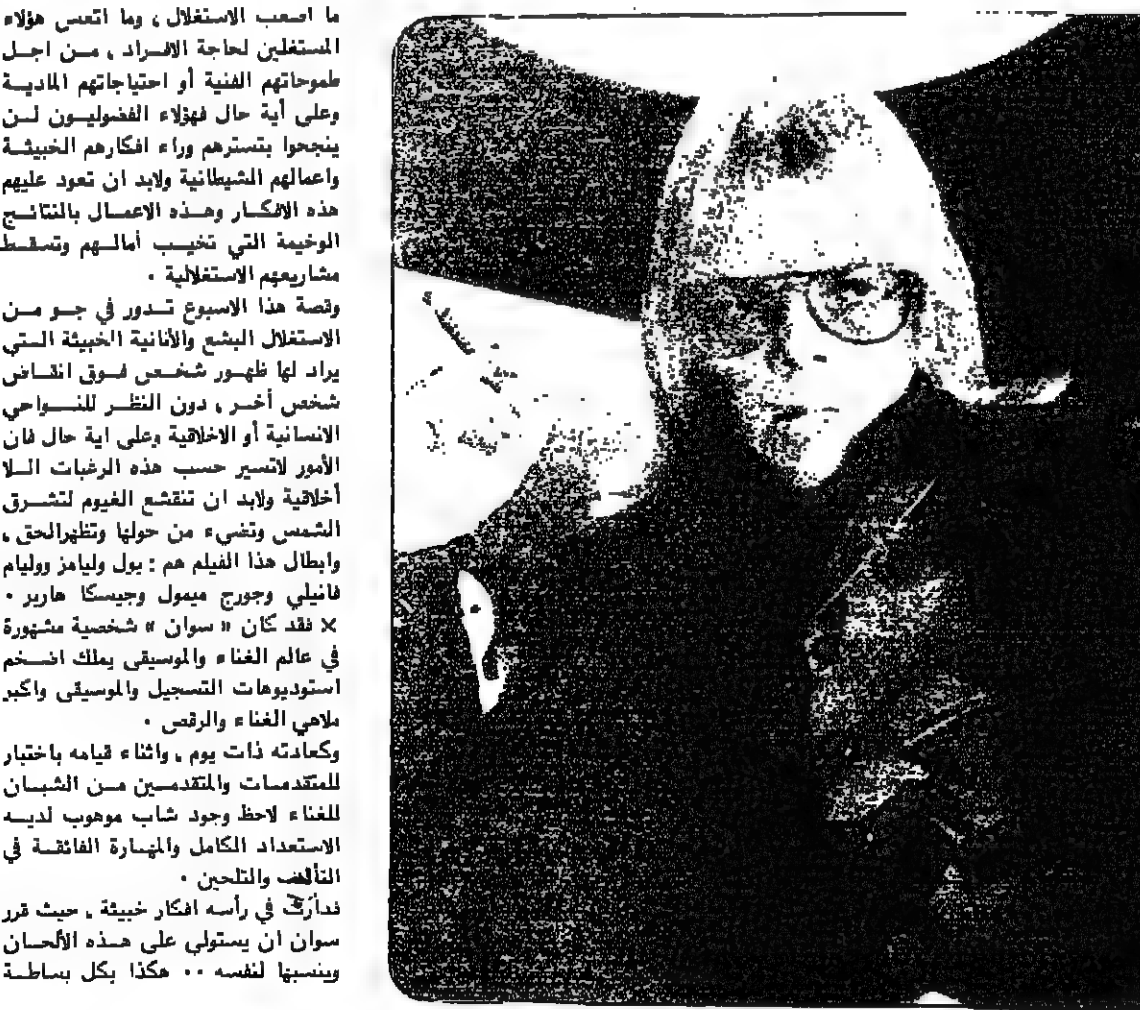 ما اصعب الاستغلال ، وما اتعس هؤلاء
المستغلين لحاجة الافراد ، من اجل
طموحاتهم الفنية أو احتياجاتهم المادية
وعلى أية حال فهؤلاء الفضوليون لن
ينجحوا بتسترهم وراء افكارهم الخبيثة
واعمالهم الشيطانية ولابد ان تعود عليهم
هذه الافكار وهذه الاعمال بالنتائج
الوخيمة التي تخيب أمالهم وتسقط
مشاريعهم الاستغلالية .
وقصة هذا الاسبوع تدور في جو من
الاستغلال البشع والأنانية الخبيثة التي
يراد لها ظهور شخص فوق انقاض
شخص أخر ، دون النظر للنواحي
الانسانية أو الاخلاقية وعلى اية حال فان
الأمور لاتسير حسب هذه الرغبات اللا
أخلاقية ولابد ان تنقشع الغيوم لتشرق
الشمس وتضيء من حولها وتظهرالحق ،
وابطال هذا الفيلم هم : بول وليامز ووليام
فانيلي وجورج ميمول وجيسكا هاربر .
× فقد كان « سوان » شخصية مشهورة
في عالم الغناء والموسيقى يملك اضخم
استوديوهات التسجيل والموسيقى واكبر
ملاهي الغناء والرقص .
وكعادته ذات يوم ، واثناء قيامه باختبار
للمتقدمات والمتقدمين من الشبان
للغناء لاحظ وجود شاب موهوب لديه
الاستعداد الكامل والمهارة الفائقة في
التألف والتلحين .
فدارت في رأسه افكار خبيثة ، حيث قرر
سوان ان يستولي على هذه الألحان
وينسبها لنفسه .. هكذا بكل بساطة